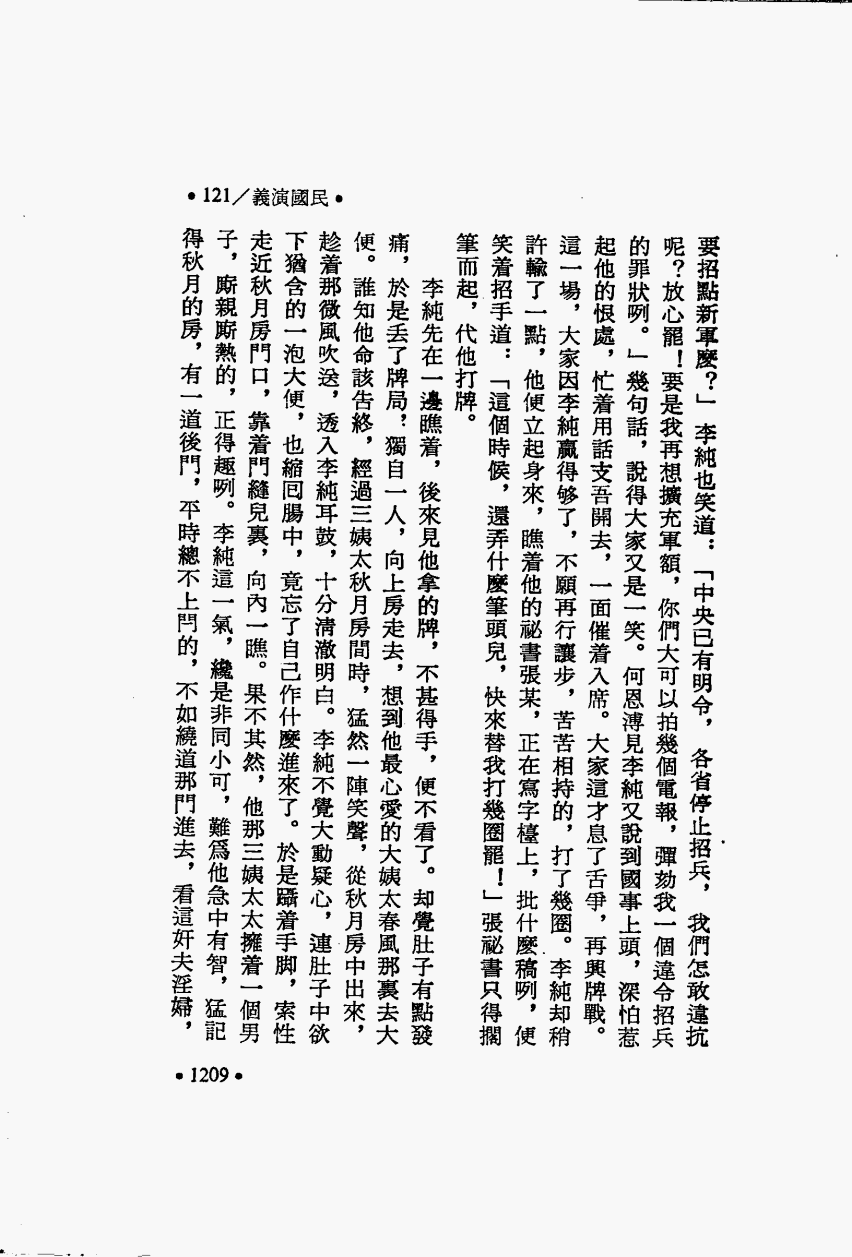 •121／義演國民•
要招點新軍麼？」李純也笑道：「中央已有明令，各省停止招兵，我們怎敢違抗
呢？放心罷！要是我再想擴充軍額，你們大可以拍幾個電報，彈劾我一個違令招兵
的罪狀咧。」幾句話，說得大家又是一笑。何恩溥見李純又說到國事上頭，深怕惹
起他的恨處，忙着用話支吾開去，一面催着入席。大家這才息了舌爭，再興牌戰。
這一場，大家因李純贏得够了，不願再行讓步，苦苦相持的，打了幾圈。李純却稍
許輸了一點，他便立起身來，瞧着他的祕書張某，正在寫字檯上，批什麼稿咧，便
笑着招手道：「這個時候，還弄什麼筆頭兒，快來替我打幾圈罷！」張祕書只得擱
筆而起，代他打牌。
李純先在一邊瞧着，後來見他拿的牌，不甚得手，便不看了。却覺肚子有點發
痛，於是丢了牌局，獨自一人，向上房走去，想到他最心愛的大姨太春風那裏去大
便。誰知他命該告終，經過三姨太秋月房間時，猛然一陣笑聲，從秋月房中出來，
趁着那微風吹送，透入李純耳鼓，十分清澈明白。李純不覺大動疑心，連肚子中欲
下猶含的一泡大便，也縮囘腸中，竟忘了自己作什麼進來了。於是躡着手脚，索性
走近秋月房門口，靠着門縫兒裏，向內一瞧。果不其然，他那三姨太太擁着一個男
子，廝親廝熱的，正得趣咧。李純這一氣，纔是非同小可，難爲他急中有智，猛記
得秋月的房，有一道後門，平時總不上閂的，不如繞道那門進去，看這奸夫淫婦，
•1209•